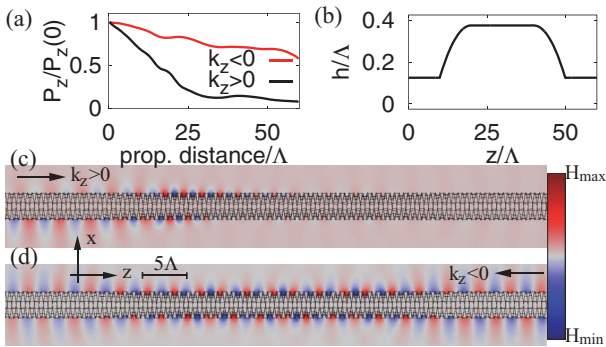 (a)
P_z/P_z(0)
1
0.5
0
k_z<0
k_z>0
0 25 50
prop. distance/Λ
(b)
h/Λ
0.4
0.2
0
0 25 50
z/Λ
(c)
k_z>0
H_max
x
(d)
z
5Λ
k_z<0
H_min